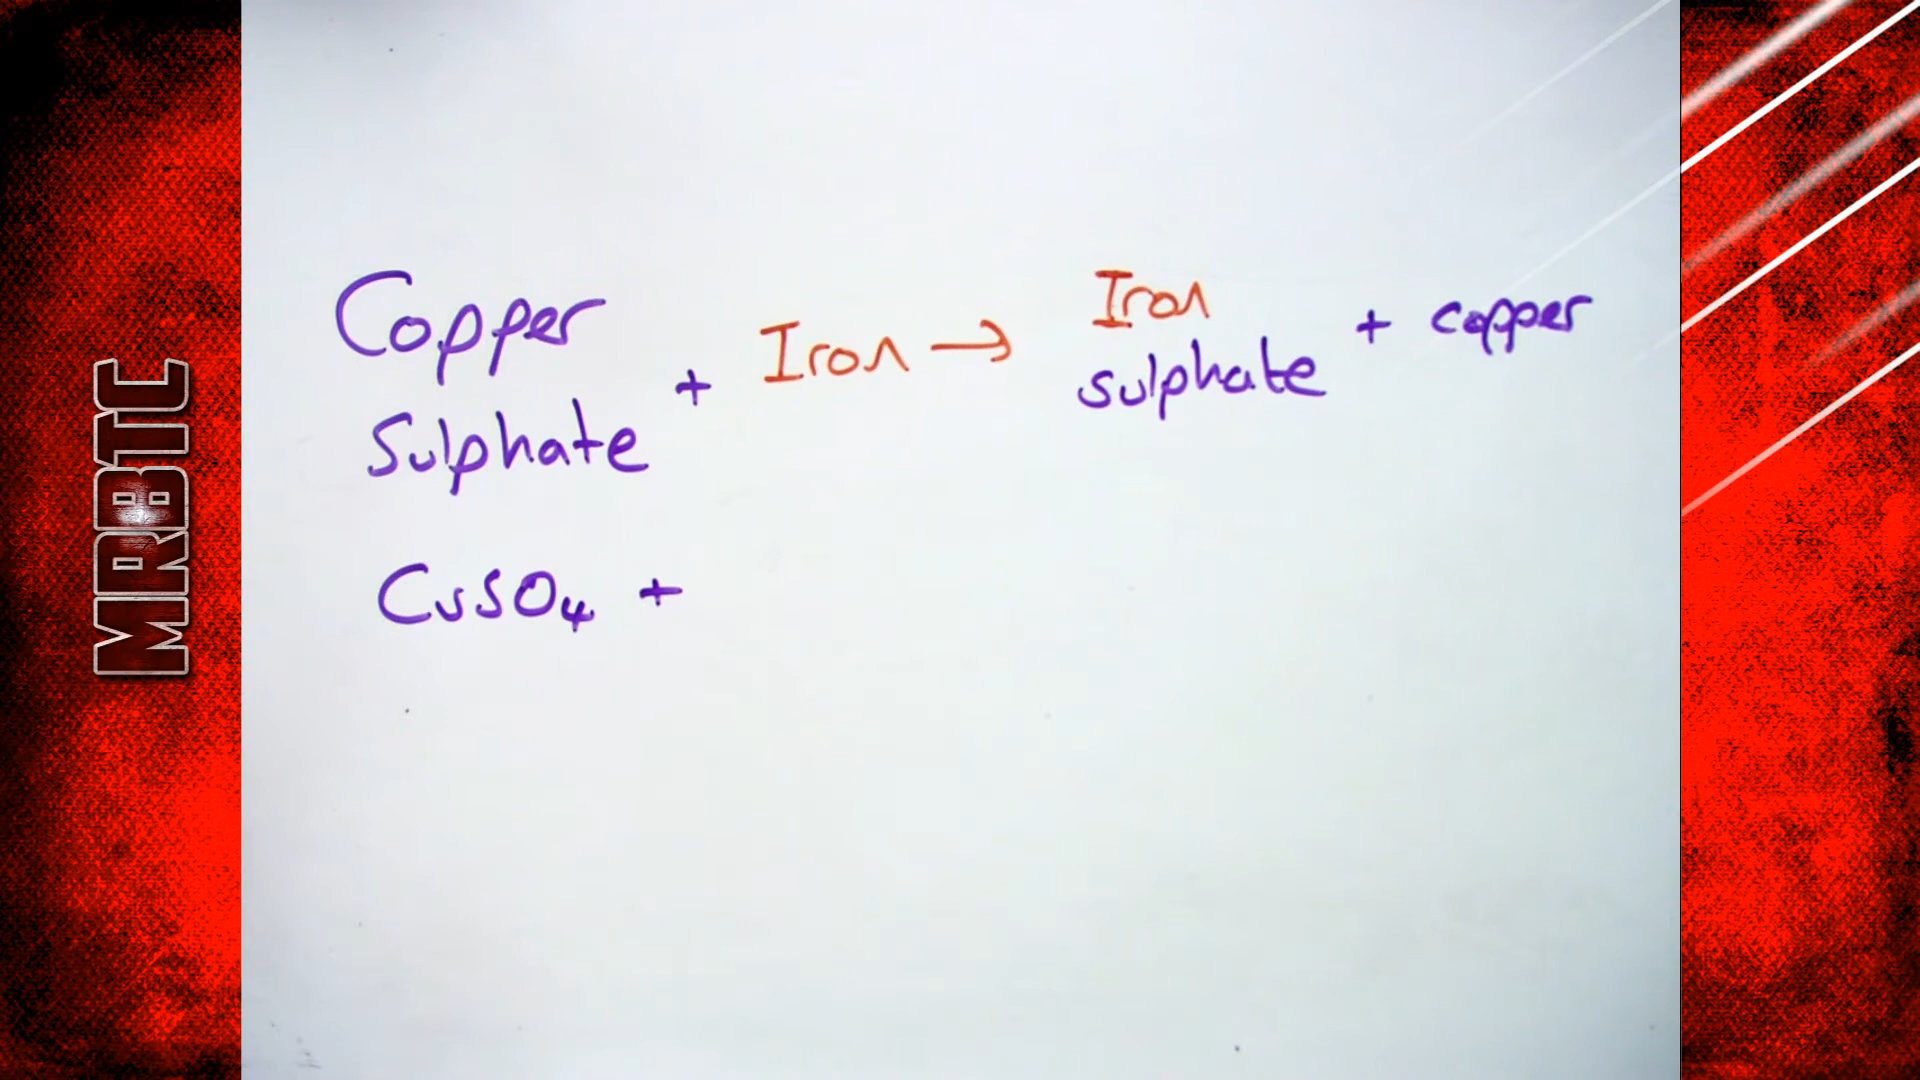 MRBTC
Copper
Sulphate + Iron → Iron
sulphate + copper
CuSO₄ +